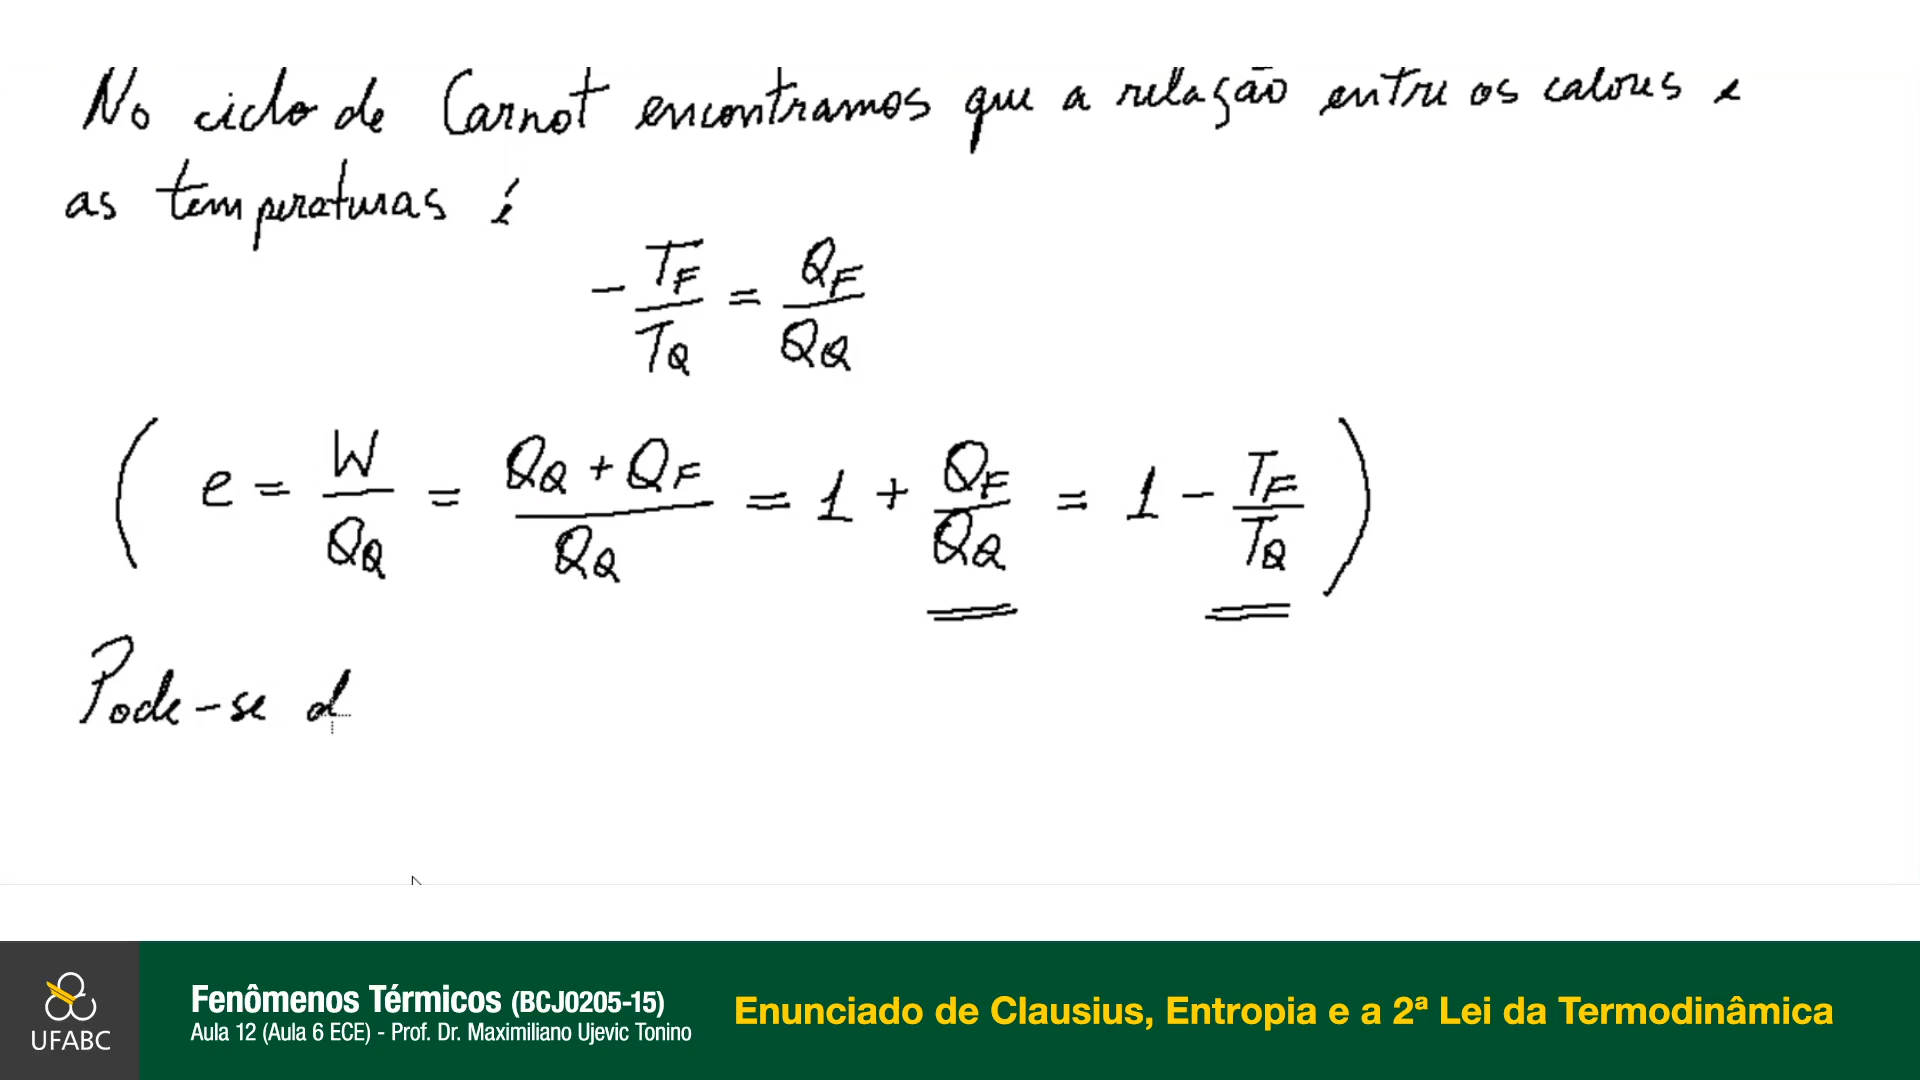 No ciclo de Carnot encontramos que a relação entre os calores e
as temperaturas é
- T_F/T_Q = Q_F/Q_Q
( e = W/Q_Q = (Q_Q + Q_F)/Q_Q = 1 + Q_F/Q_Q = 1 - T_F/T_Q )
Pode-se d
UFABC
Fenômenos Térmicos (BCJ0205-15)
Aula 12 (Aula 6 ECE) - Prof. Dr. Maximiliano Ujevic Tonino
Enunciado de Clausius, Entropia e a 2ª Lei da Termodinâmica